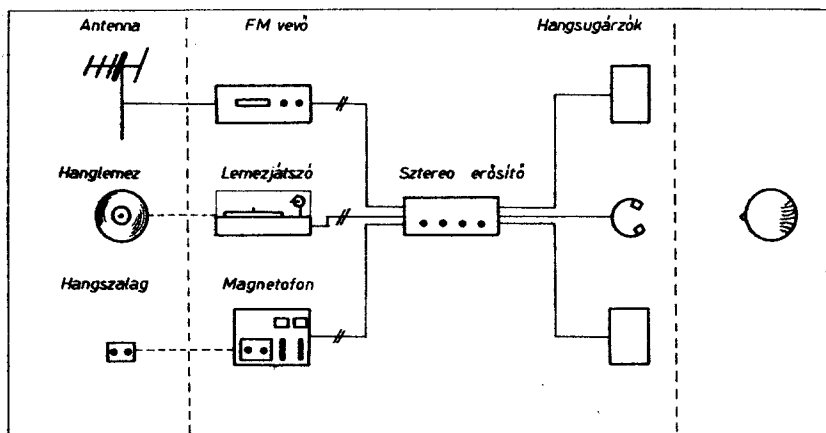 Antenna
FM vevő
Hangsugárzók
Hanglemez
Lemezjátszó
Sztereo erősítő
Hangszalag
Magnetofon